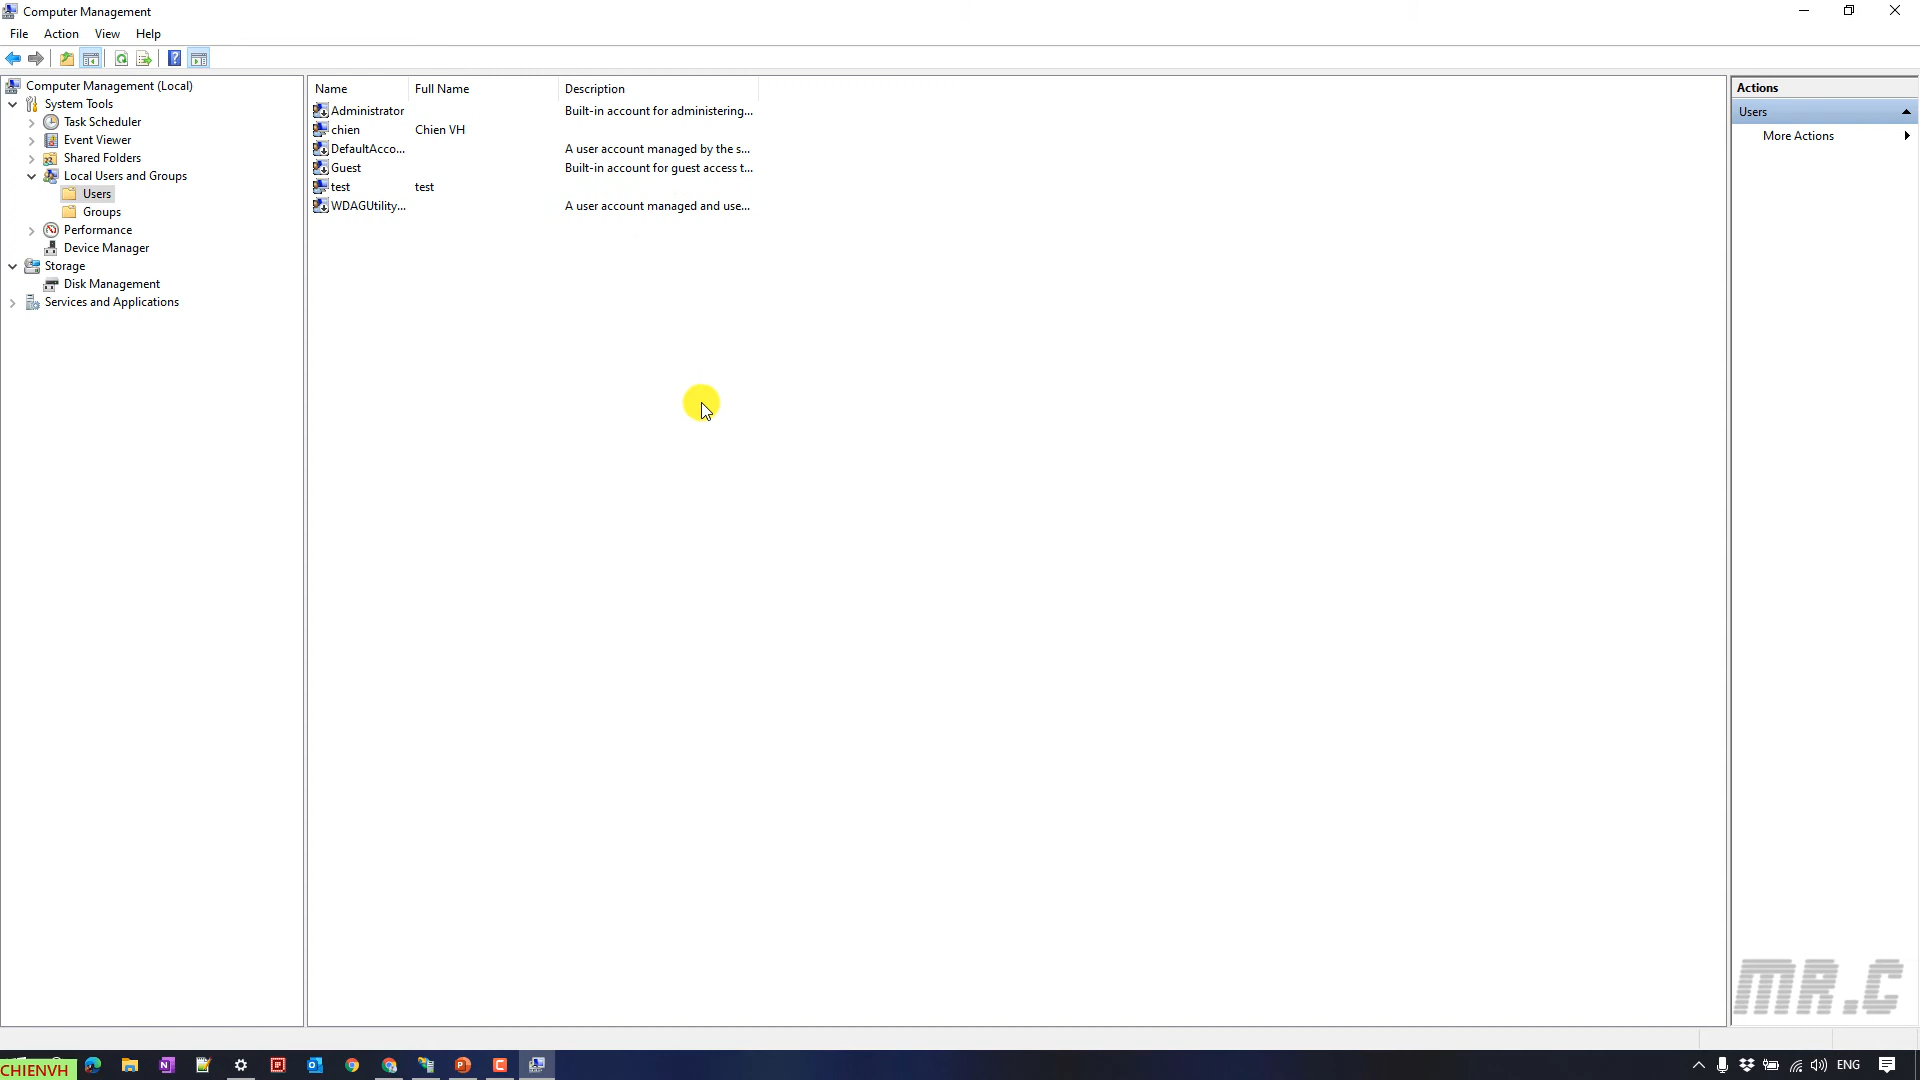 Computer Management
File Action View Help
Computer Management (Local)
System Tools
Task Scheduler
Event Viewer
Shared Folders
Local Users and Groups
Users
Groups
Performance
Device Manager
Storage
Disk Management
Services and Applications
Name Full Name Description
Administrator Built-in account for administering...
chien Chien VH
DefaultAcco... A user account managed by the s...
Guest Built-in account for guest access t...
test test
WDAGUtility... A user account managed and use...
Actions
Users
More Actions
MR.C
CHIENVH
ENG